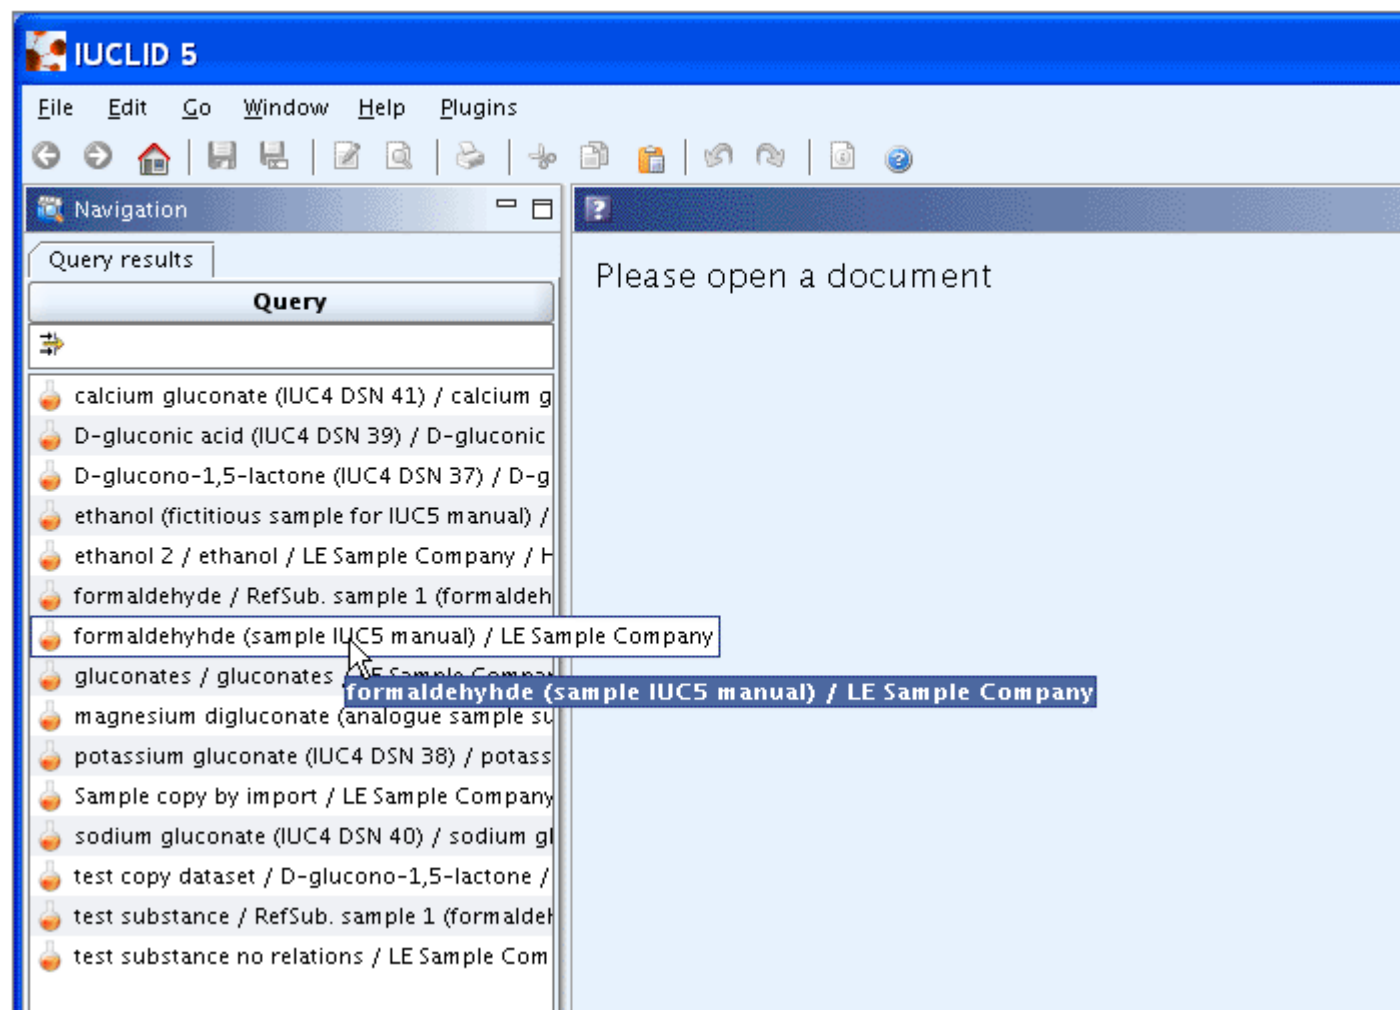 IUCLID 5
File Edit Go Window Help Plugins
Navigation
?
Query results
Please open a document
Query
calcium gluconate (IUC4 DSN 41) / calcium g
D-gluconic acid (IUC4 DSN 39) / D-gluconic
D-glucono-1,5-lactone (IUC4 DSN 37) / D-g
ethanol (fictitious sample for IUC5 manual) /
ethanol 2 / ethanol / LE Sample Company / H
formaldehyde / RefSub. sample 1 (formaldeh
formaldehyhde (sample IUC5 manual) / LE Sample Company
gluconates / gluconates / LE Sample Compa
formaldehyhde (sample IUC5 manual) / LE Sample Company
magnesium digluconate (analogue sample su
potassium gluconate (IUC4 DSN 38) / potass
Sample copy by import / LE Sample Company
sodium gluconate (IUC4 DSN 40) / sodium gl
test copy dataset / D-glucono-1,5-lactone /
test substance / RefSub. sample 1 (formaldeh
test substance no relations / LE Sample Com